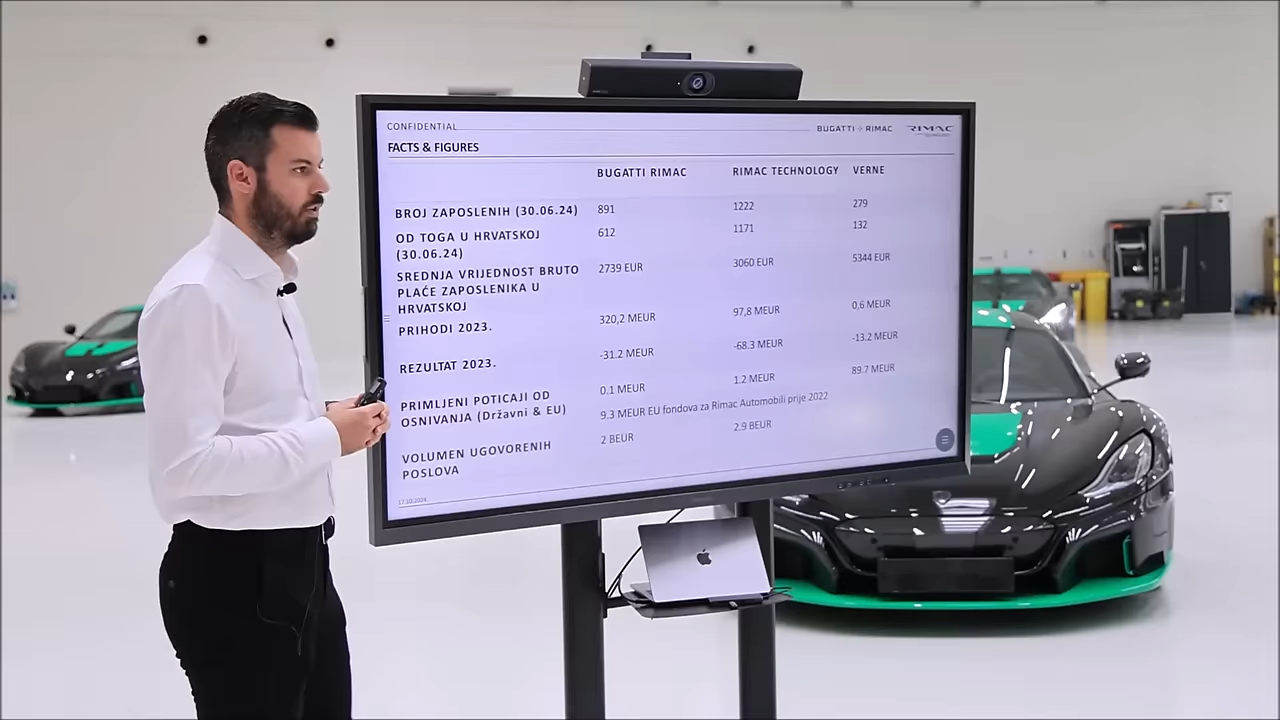 CONFIDENTIAL
BUGATTI RIMAC
RIMAC
TECHNOLOGY
FACTS & FIGURES
BUGATTI RIMAC RIMAC TECHNOLOGY VERNE
BROJ ZAPOSLENIH (30.06.24) 891 1222 279
OD TOGA U HRVATSKOJ 612 1171 132
(30.06.24)
SREDNJA VRIJEDNOST BRUTO 2739 EUR 3060 EUR 5344 EUR
PLAĆE ZAPOSLENIKA U
HRVATSKOJ
PRIHODI 2023. 320,2 MEUR 97,8 MEUR 0,6 MEUR
REZULTAT 2023. -31.2 MEUR -68.3 MEUR -13.2 MEUR
PRIMLJENI POTICAJI OD 0.1 MEUR 1.2 MEUR 89.7 MEUR
OSNIVANJA (Državni & EU) 9.3 MEUR EU fondova za Rimac Automobili prije 2022
VOLUMEN UGOVORENIH 2 BEUR 2.9 BEUR
POSLOVA
17.10.2024